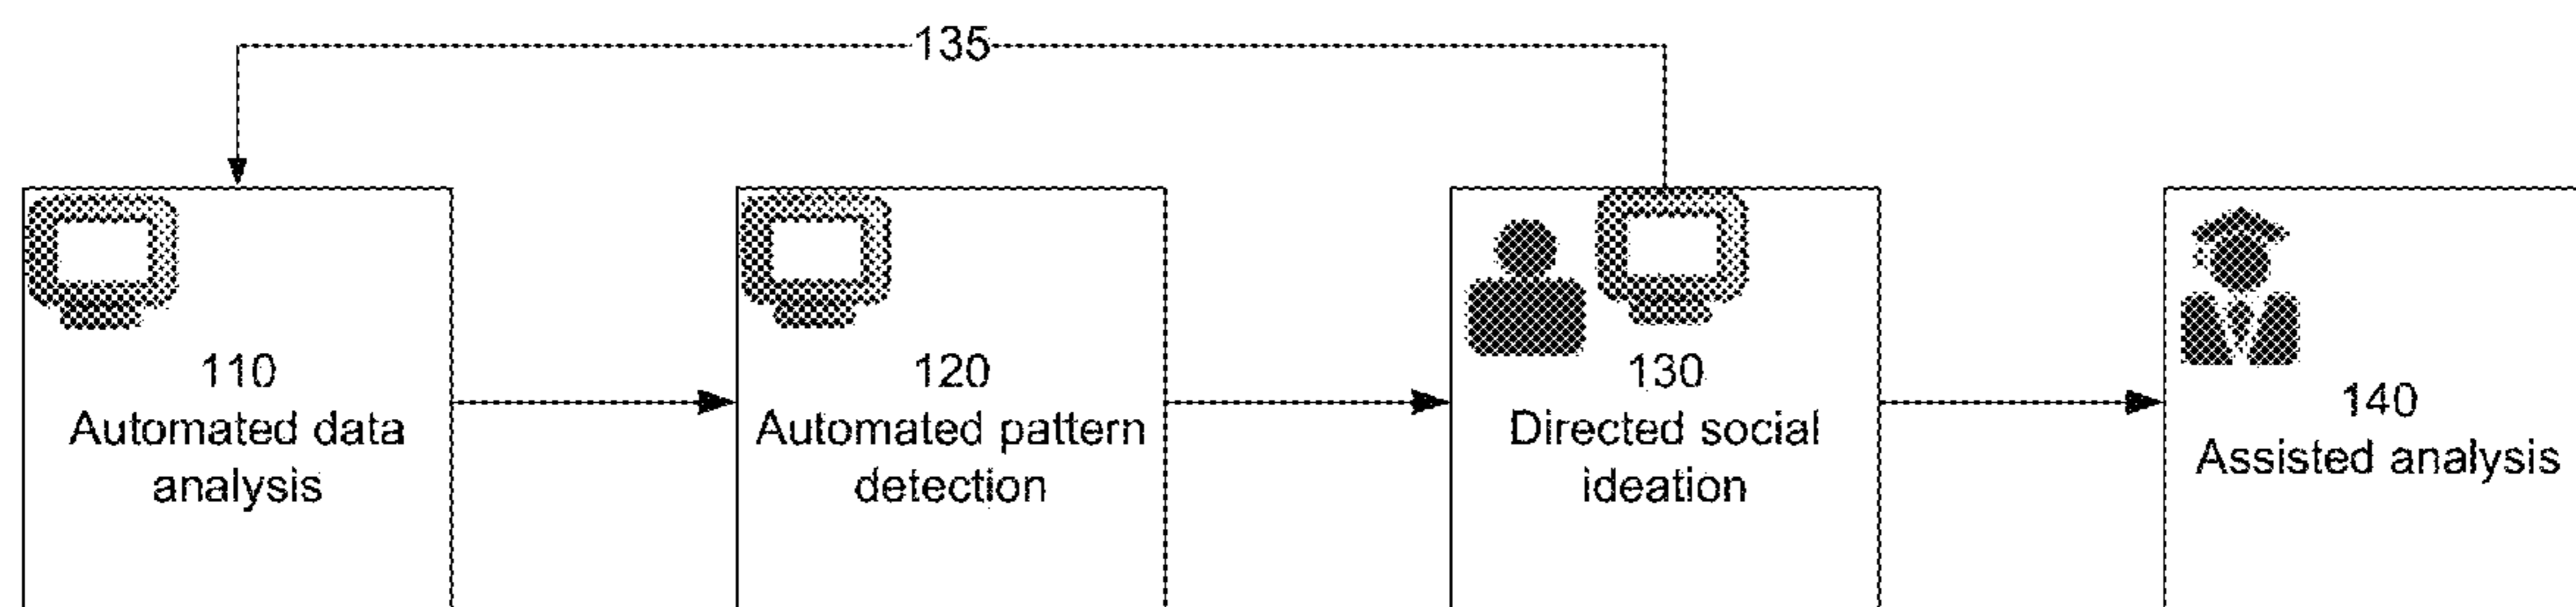 135
110
Automated data
analysis
120
Automated pattern
detection
130
Directed social
ideation
140
Assisted analysis